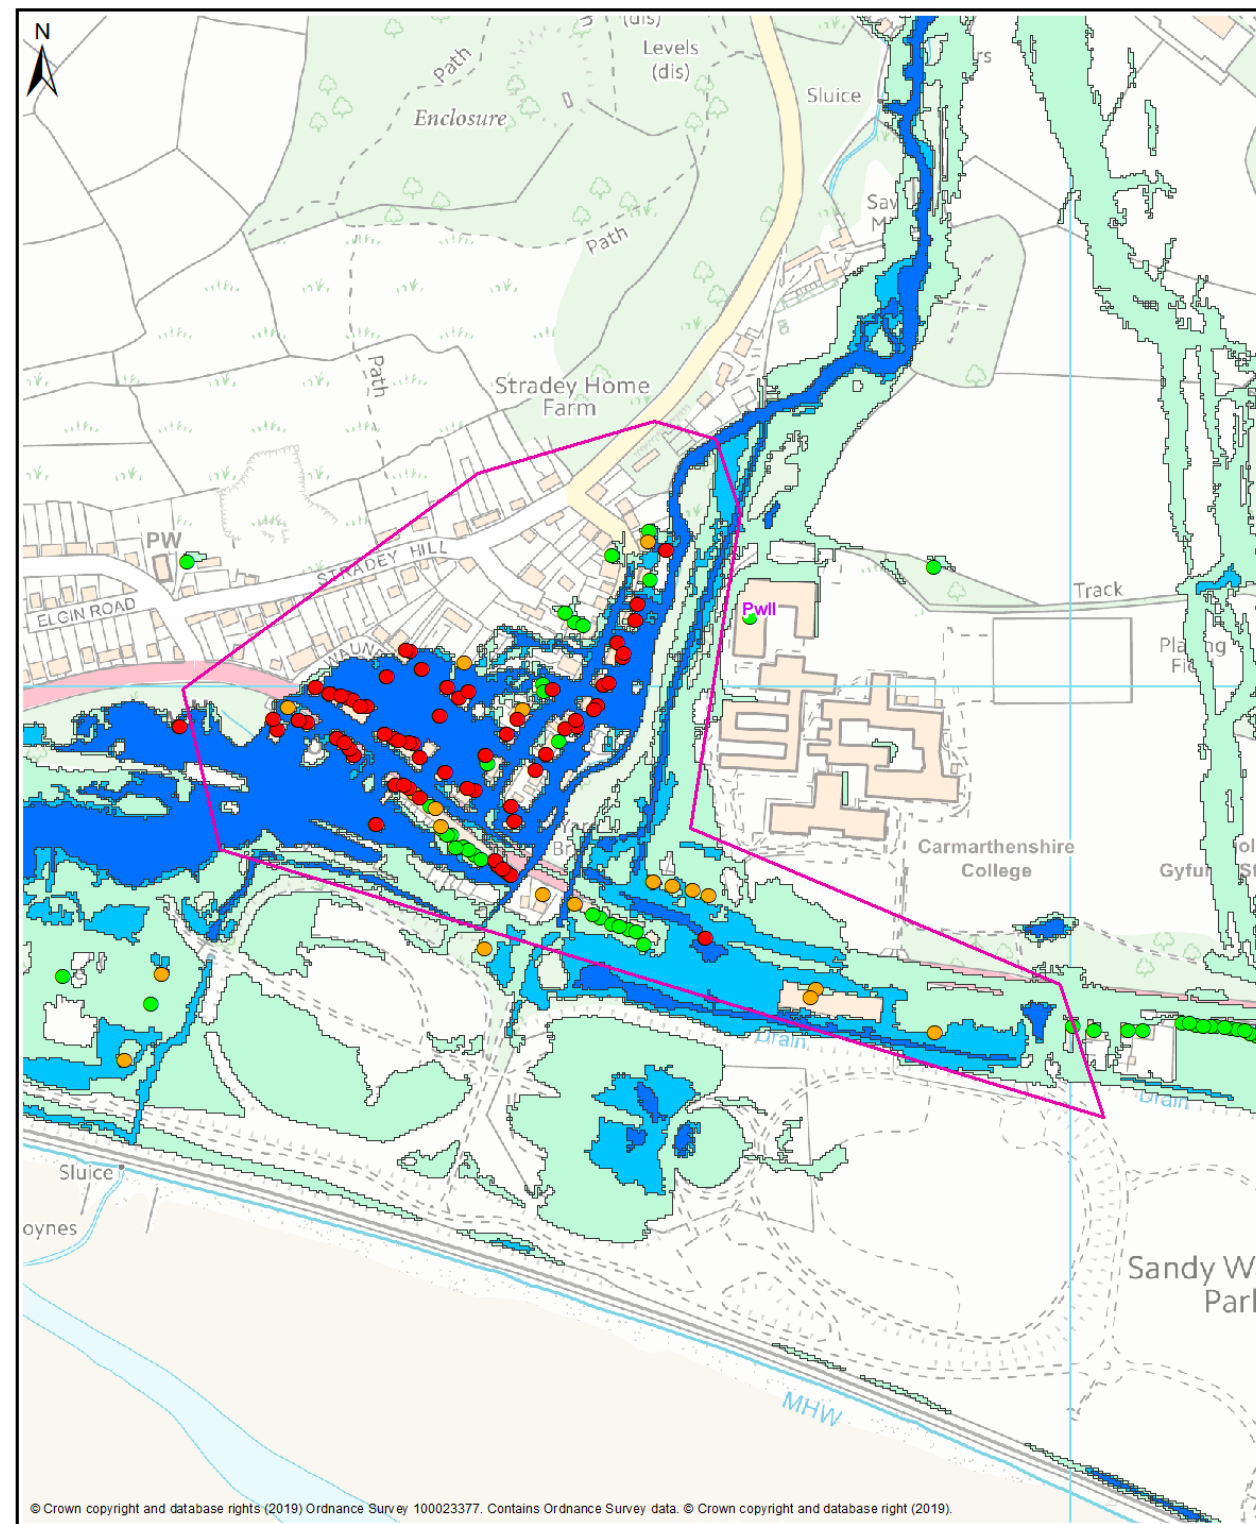 N
(dis)
Levels
(dis)
Path
Enclosure
Sluice
Path
Path
Stradey Home
Farm
PW
STRADEY HILL
ELGIN ROAD
Pwll
Track
Carmarthenshire
College
Drain
Drain
Sluice
MHW
© Crown copyright and database rights (2019) Ordnance Survey 100023377. Contains Ordnance Survey data. © Crown copyright and database right (2019).